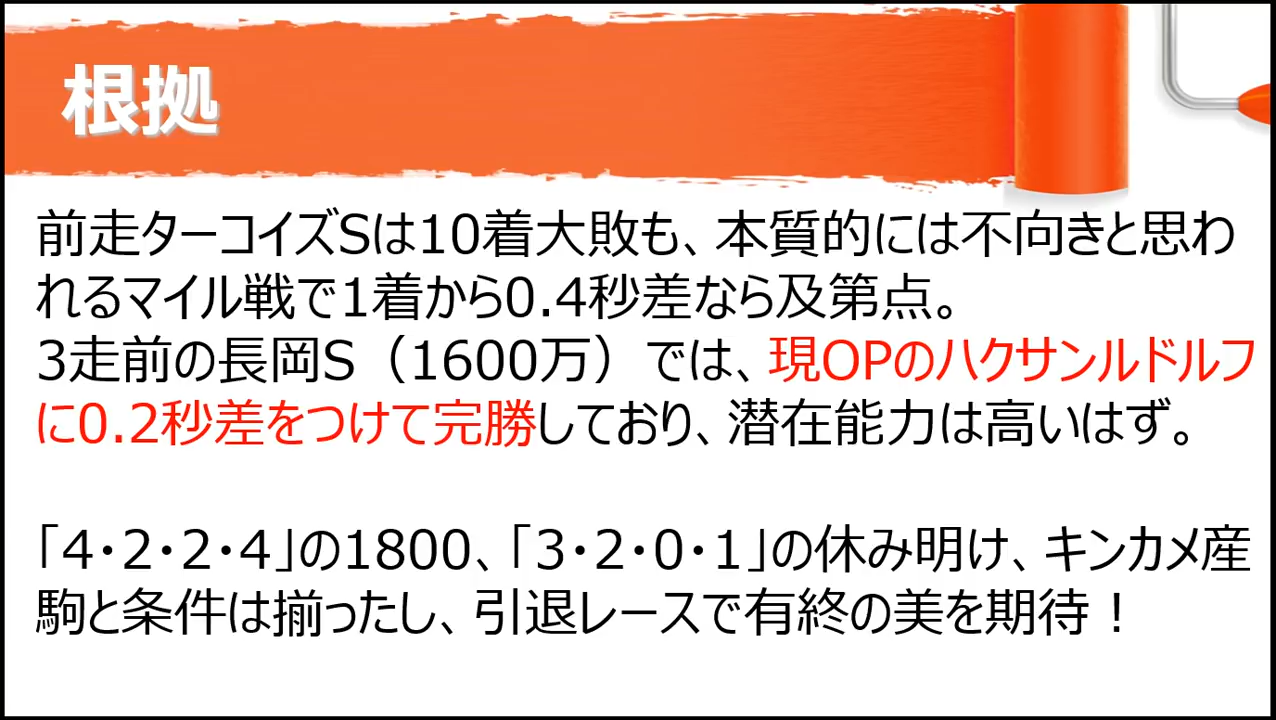 根拠
前走ターコイズSは10着大敗も、本質的には不向きと思わ
れるマイル戦で1着から0.4秒差なら及第点。
3走前の長岡S（1600万）では、現OPのハクサンルドルフ
に0.2秒差をつけて完勝しており、潜在能力は高いはず。
「4・2・2・4」の1800、「3・2・0・1」の休み明け、キンカメ産
駒と条件は揃ったし、引退レースで有終の美を期待！